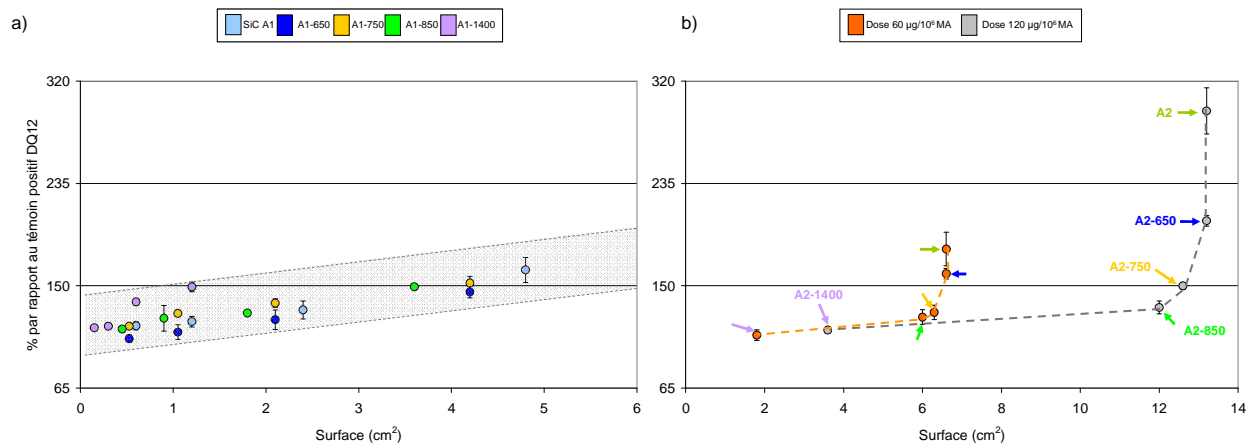 a)
SiC A1 A1-650 A1-750 A1-850 A1-1400
% par rapport au témoin positif DQ12
320
235
150
65
0 1 2 3 4 5 6
Surface (cm²)
b)
Dose 60 µg/10⁶ MA Dose 120 µg/10⁶ MA
320
235
150
65
A2
A2-650
A2-750
A2-1400
A2-850
0 2 4 6 8 10 12 14
Surface (cm²)